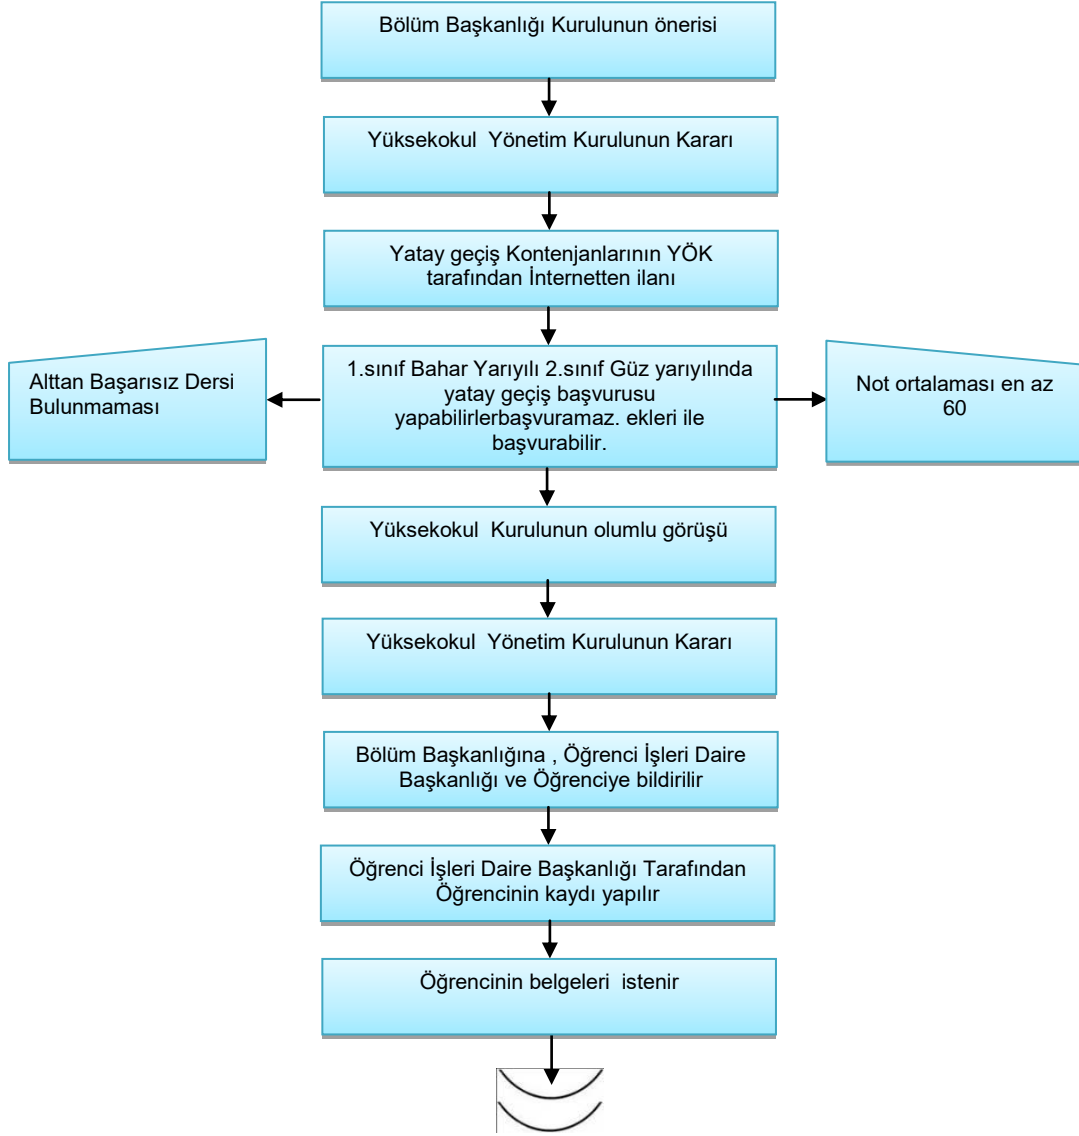 Bölüm Başkanlığı Kurulunun önerisi
Yüksekokul  Yönetim Kurulunun Kararı
Yatay geçiş Kontenjanlarının YÖK
tarafından İnternetten ilanı
Alttan Başarısız Dersi
Bulunmaması
1.sınıf Bahar Yarıyılı 2.sınıf Güz yarıyılında
yatay geçiş başvurusu
yapabilirlerbaşvuramaz. ekleri ile
başvurabilir.
Not ortalaması en az
60
Yüksekokul  Kurulunun olumlu görüşü
Yüksekokul  Yönetim Kurulunun Kararı
Bölüm Başkanlığına , Öğrenci İşleri Daire
Başkanlığı ve Öğrenciye bildirilir
Öğrenci İşleri Daire Başkanlığı Tarafından
Öğrencinin kaydı yapılır
Öğrencinin belgeleri  istenir